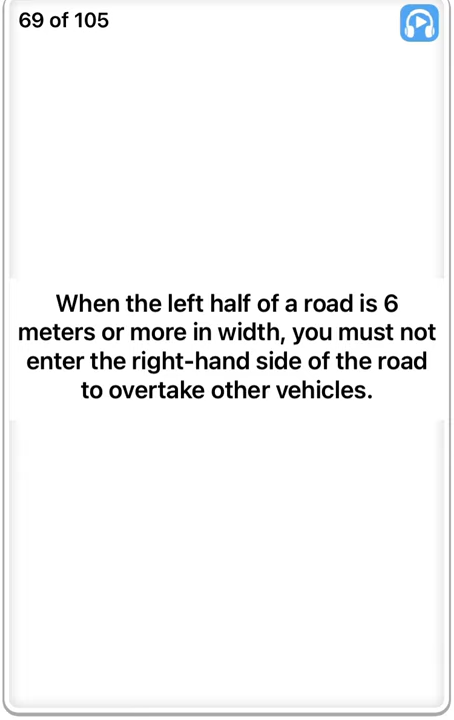 69 of 105
When the left half of a road is 6
meters or more in width, you must not
enter the right-hand side of the road
to overtake other vehicles.